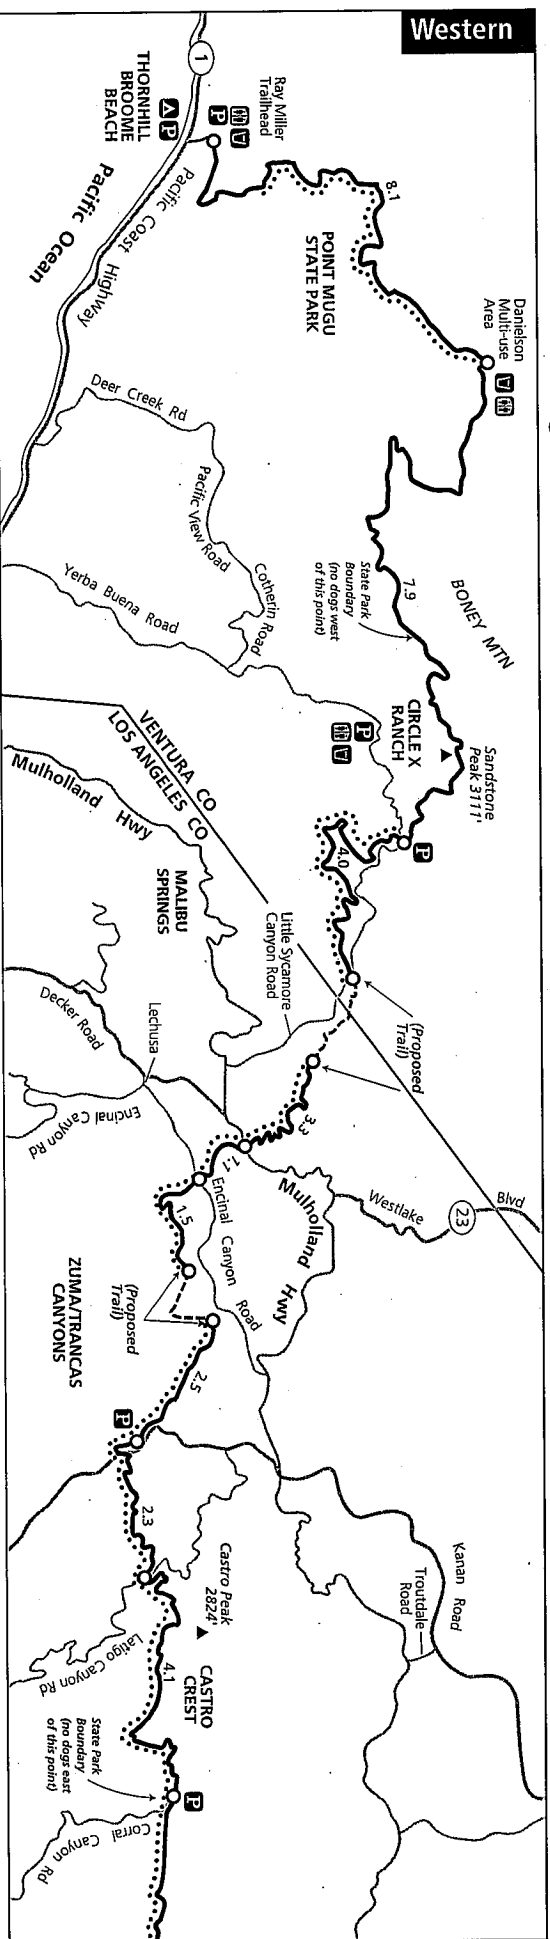 Western
1
THORNHILL
BROOME
BEACH
P
Ray Miller
Trailhead
P
Pacific Ocean
Pacific Coast Highway
8.1
POINT MUGU
STATE PARK
Danielson
Multi-use
Area
Deer Creek Rd
Pacific View Road
Cotherin Road
Yerba Buena Road
7.9
State Park
Boundary
(no dogs west
of this point)
BONEY MTN
CIRCLE X
RANCH
P
Sandstone
Peak 3111'
P
VENTURA CO
LOS ANGELES CO
Mulholland Hwy
MALIBU
SPRINGS
4.0
Little Sycamore
Canyon Road
(Proposed
Trail)
Decker Road
Lechusa
Encinal Canyon Rd
3.3
1.1
Mulholland Hwy
Westlake Blvd
23
Encinal Canyon Road
1.5
(Proposed
Trail)
ZUMA/TRANCAS
CANYONS
2.5
P
2.3
Kanan Road
Troutdale
Road
Castro Peak
2824'
Latigo Canyon Rd
4.1
CASTRO
CREST
State Park
Boundary
(no dogs east
of this point)
P
Corral Canyon Rd